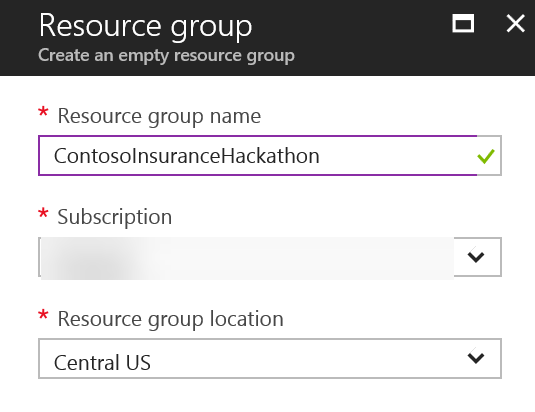 Resource group
Create an empty resource group
* Resource group name
ContosoInsuranceHackathon
* Subscription
* Resource group location
Central US